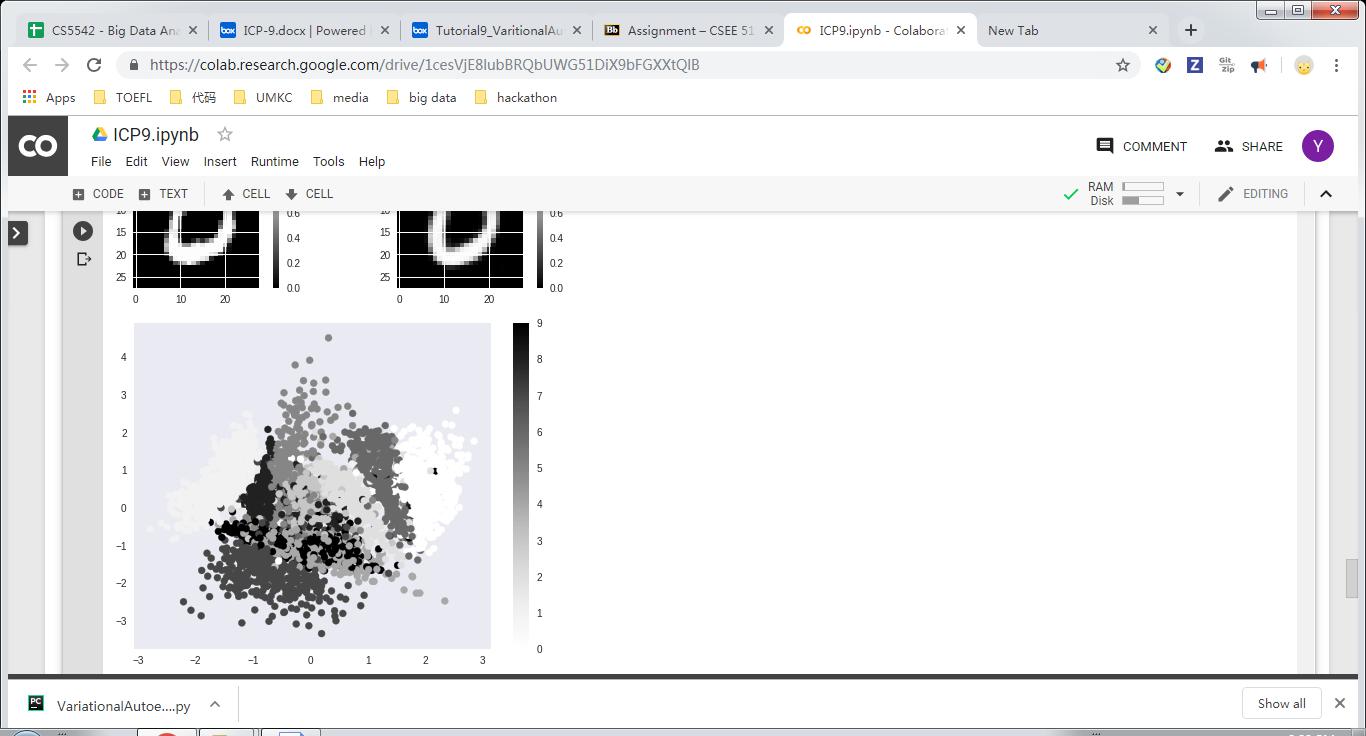 CS5542 - Big Data Ana
ICP-9.docx | Powered
Tutorial9_VaritionalAu
Assignment – CSEE 51
ICP9.ipynb - Colaborat
New Tab
https://colab.research.google.com/drive/1cesVjE8IubBRQbUWG51DiX9bFGXXtQIB
Apps
TOEFL
代码
UMKC
media
big data
hackathon
CO
ICP9.ipynb
COMMENT
SHARE
Y
File Edit View Insert Runtime Tools Help
CODE TEXT CELL CELL
RAM
Disk
EDITING
10 0.6 10 0.6
15 0.4 15 0.4
20 0.2 20 0.2
25 0.0 25 0.0
0 10 20 0 10 20
4
3
2
1
0
−1
−2
−3
−3 −2 −1 0 1 2 3
9
8
7
6
5
4
3
2
1
0
PC
VariationalAutoe....py
Show all